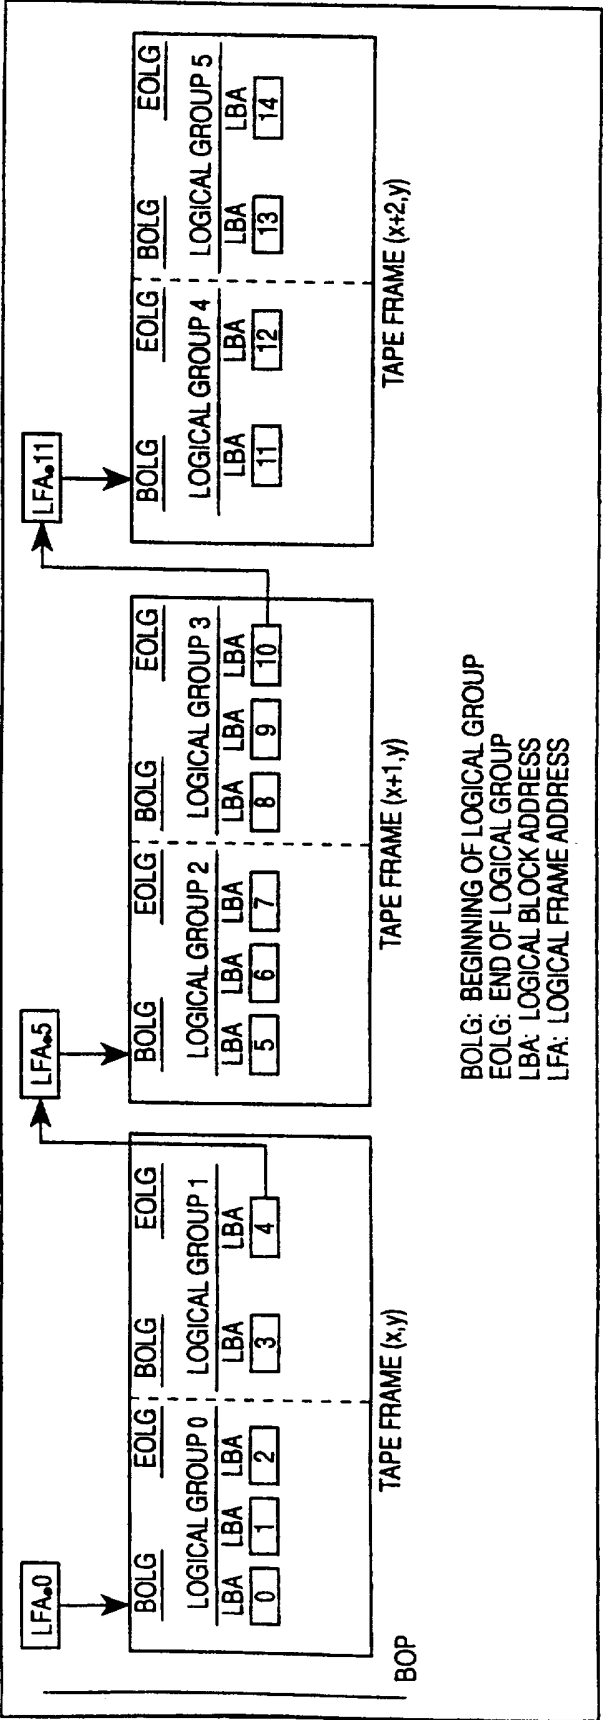 LFA•0
LFA•5
LFA•11
BOLG EOLG BOLG EOLG
LOGICAL GROUP 0 LOGICAL GROUP 1
LBA LBA LBA LBA LBA
0 1 2 3 4
TAPE FRAME (x,y)
BOLG EOLG BOLG EOLG
LOGICAL GROUP 2 LOGICAL GROUP 3
LBA LBA LBA LBA LBA LBA
5 6 7 8 9 10
TAPE FRAME (x+1,y)
BOLG EOLG BOLG EOLG
LOGICAL GROUP 4 LOGICAL GROUP 5
LBA LBA LBA LBA
11 12 13 14
TAPE FRAME (x+2,y)
BOP
BOLG: BEGINNING OF LOGICAL GROUP
EOLG: END OF LOGICAL GROUP
LBA: LOGICAL BLOCK ADDRESS
LFA: LOGICAL FRAME ADDRESS